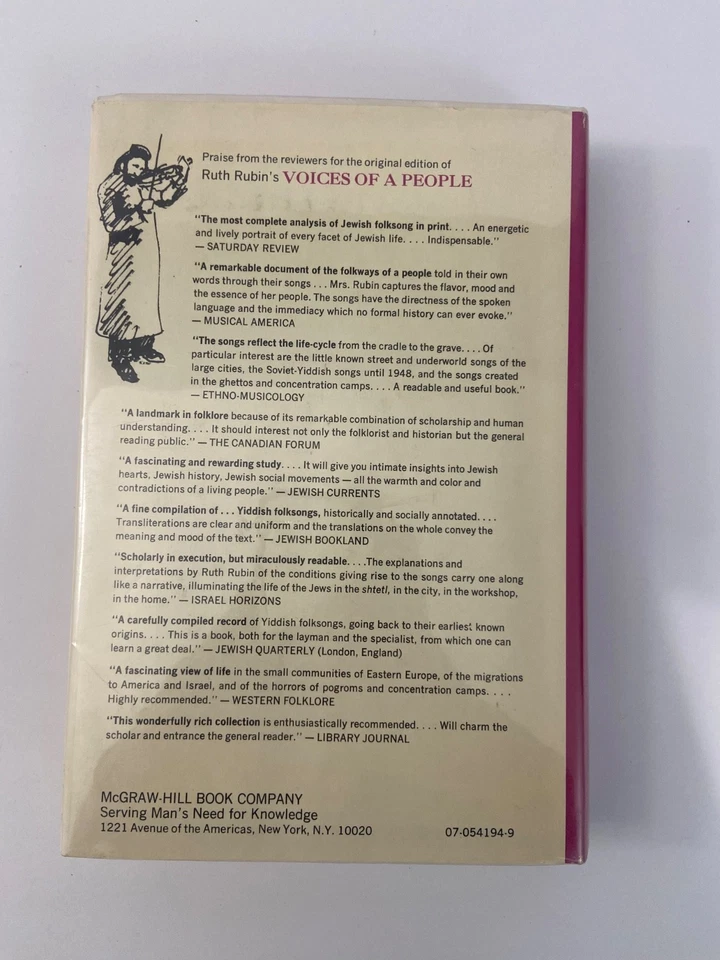 Praise from the reviewers for the original edition of
Ruth Rubin's VOICES OF A PEOPLE
"The most complete analysis of Jewish folksong in print. . . . An energetic
and lively portrait of every facet of Jewish life. . . . Indispensable."
— SATURDAY REVIEW
"A remarkable document of the folkways of a people told in their own
words through their songs . . . Mrs. Rubin captures the flavor, mood and
the essence of her people. The songs have the directness of the spoken
language and the immediacy which no formal history can ever evoke."
— MUSICAL AMERICA
"The songs reflect the life-cycle from the cradle to the grave. . . . Of
particular interest are the little known street and underworld songs of the
large cities, the Soviet-Yiddish songs until 1948, and the songs created
in the ghettos and concentration camps. . . . A readable and useful book."
— ETHNO-MUSICOLOGY
"A landmark in folklore because of its remarkable combination of scholarship and human
understanding. . . . It should interest not only the folklorist and historian but the general
reading public." — THE CANADIAN FORUM
"A fascinating and rewarding study. . . . It will give you intimate insights into Jewish
hearts, Jewish history, Jewish social movements — all the warmth and color and
contradictions of a living people." — JEWISH CURRENTS
"A fine compilation of . . . Yiddish folksongs, historically and socially annotated. . . .
Transliterations are clear and uniform and the translations on the whole convey the
meaning and mood of the text." — JEWISH BOOKLAND
"Scholarly in execution, but miraculously readable. . . .The explanations and
interpretations by Ruth Rubin of the conditions giving rise to the songs carry one along
like a narrative, illuminating the life of the Jews in the shtetl, in the city, in the workshop,
in the home." — ISRAEL HORIZONS
"A carefully compiled record of Yiddish folksongs, going back to their earliest known
origins. . . . This is a book, both for the layman and the specialist, from which one can
learn a great deal." — JEWISH QUARTERLY (London, England)
"A fascinating view of life in the small communities of Eastern Europe, of the migrations
to America and Israel, and of the horrors of pogroms and concentration camps. . . .
Highly recommended." — WESTERN FOLKLORE
"This wonderfully rich collection is enthusiastically recommended. . . . Will charm the
scholar and entrance the general reader." — LIBRARY JOURNAL
McGRAW-HILL BOOK COMPANY
Serving Man's Need for Knowledge
1221 Avenue of the Americas, New York, N.Y. 10020 07-054194-9